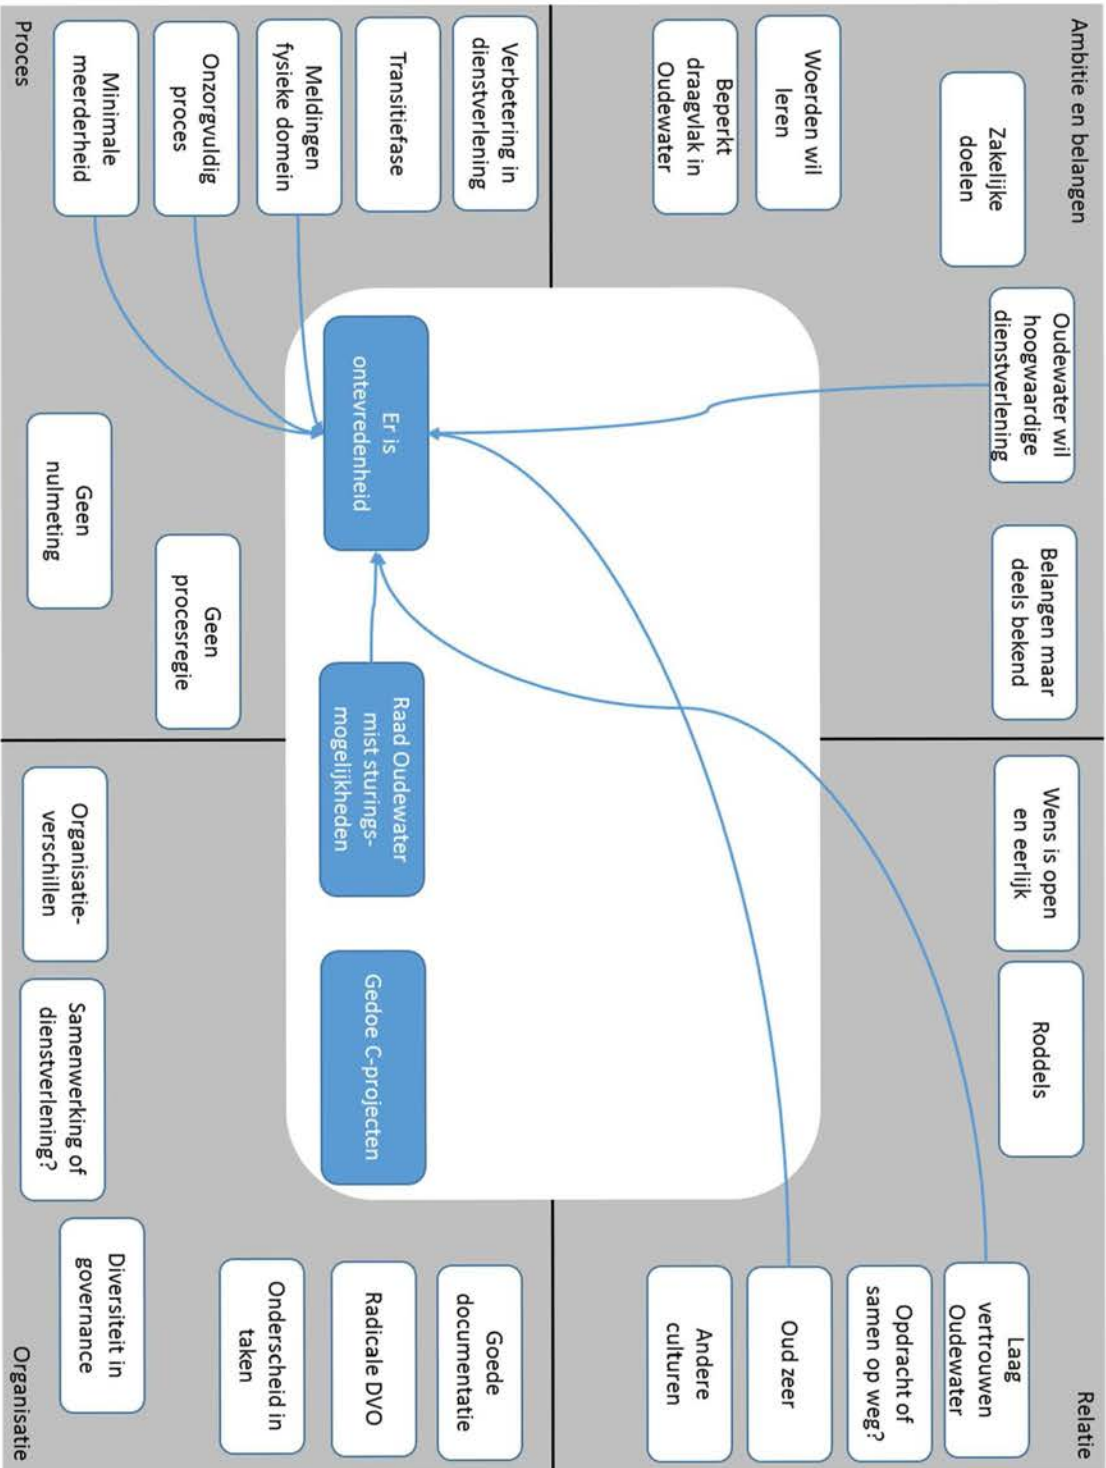 Ambitie en belangen
Zakelijke
doelen
Oudewater wil
hoogwaardige
dienstverlening
Belangen maar
deels bekend
Woerden wil
leren
Beperkt
draagvlak in
Oudewater
Relatie
Wens is open
en eerlijk
Roddels
Laag
vertrouwen
Oudewater
Opdracht of
samen op weg?
Oud zeer
Andere
culturen
Er is
ontevredenheid
Raad Oudewater
mist sturings-
mogelijkheden
Gedoe C-projecten
Verbetering in
dienstverlening
Transitiefase
Meldingen
fysieke domein
Onzorgvuldig
proces
Minimale
meerderheid
Geen
procesregie
Geen
nulmeting
Proces
Goede
documentatie
Radicale DVO
Onderscheid in
taken
Diversiteit in
governance
Organisatie-
verschillen
Samenwerking of
dienstverlening?
Organisatie